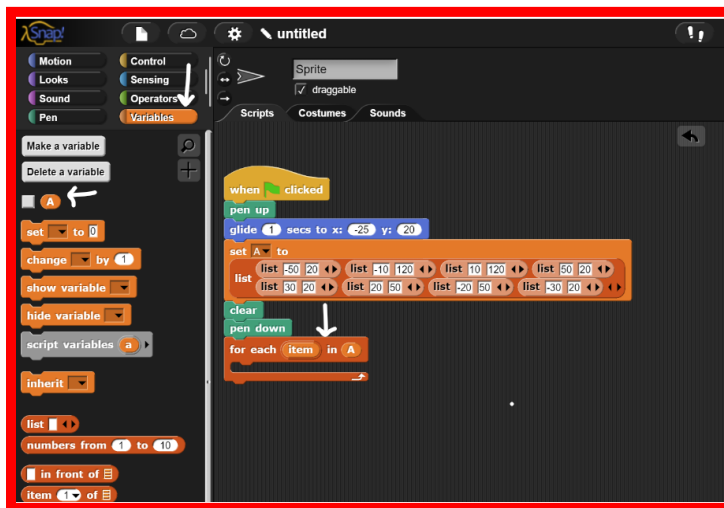 λSnap!
untitled
Motion Control
Looks Sensing
Sound Operators
Pen Variables
Sprite
draggable
Scripts Costumes Sounds
Make a variable
Delete a variable
A
set to 0
change by 1
show variable
hide variable
script variables a
inherit
list
numbers from 1 to 10
in front of
item 1 of
when clicked
pen up
glide 1 secs to x: -25 y: 20
set A to
list list -50 20 list -10 120 list 10 120 list 50 20
list 30 20 list 20 50 list -20 50 list -30 20
clear
pen down
for each item in A